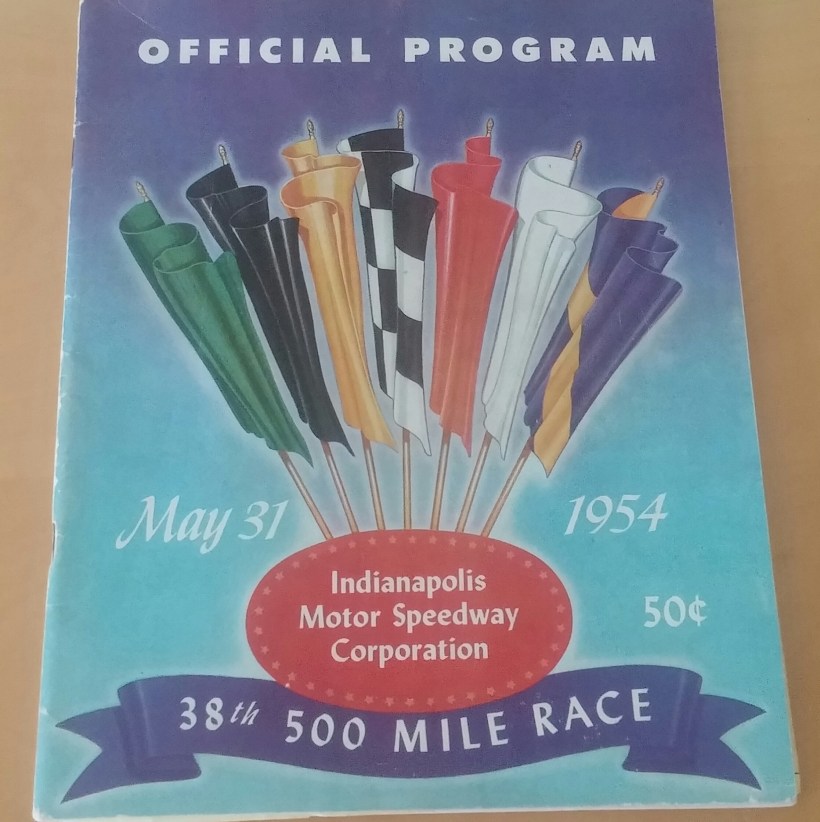 OFFICIAL PROGRAM
May 31 1954
Indianapolis
Motor Speedway
Corporation
50¢
38th 500 MILE RACE